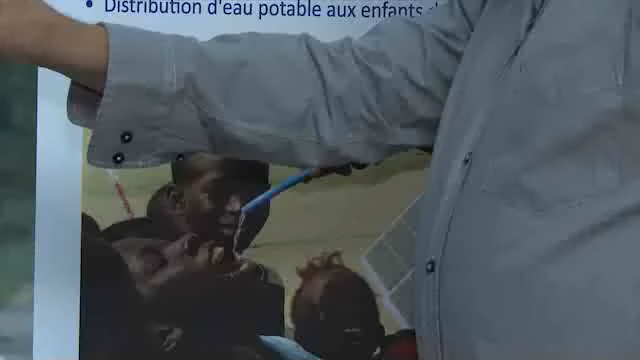 • Distribution d'eau potable aux enfants